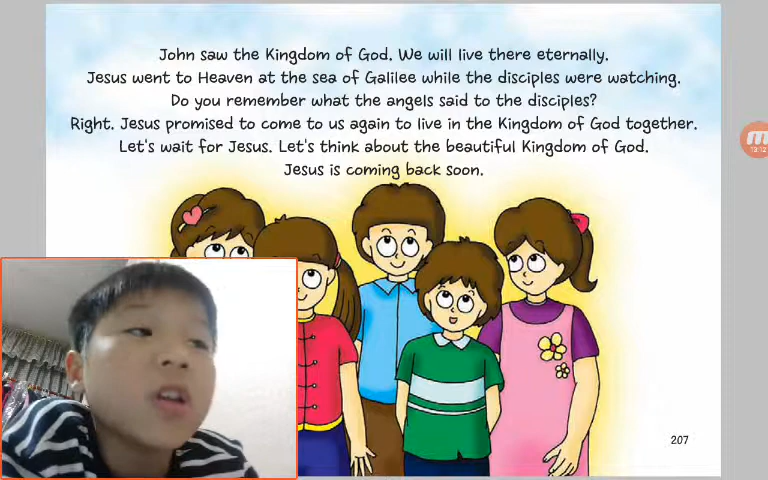 John saw the Kingdom of God. We will live there eternally.
Jesus went to Heaven at the sea of Galilee while the disciples were watching.
Do you remember what the angels said to the disciples?
Right. Jesus promised to come to us again to live in the Kingdom of God together.
Let's wait for Jesus. Let's think about the beautiful Kingdom of God.
Jesus is coming back soon.
207